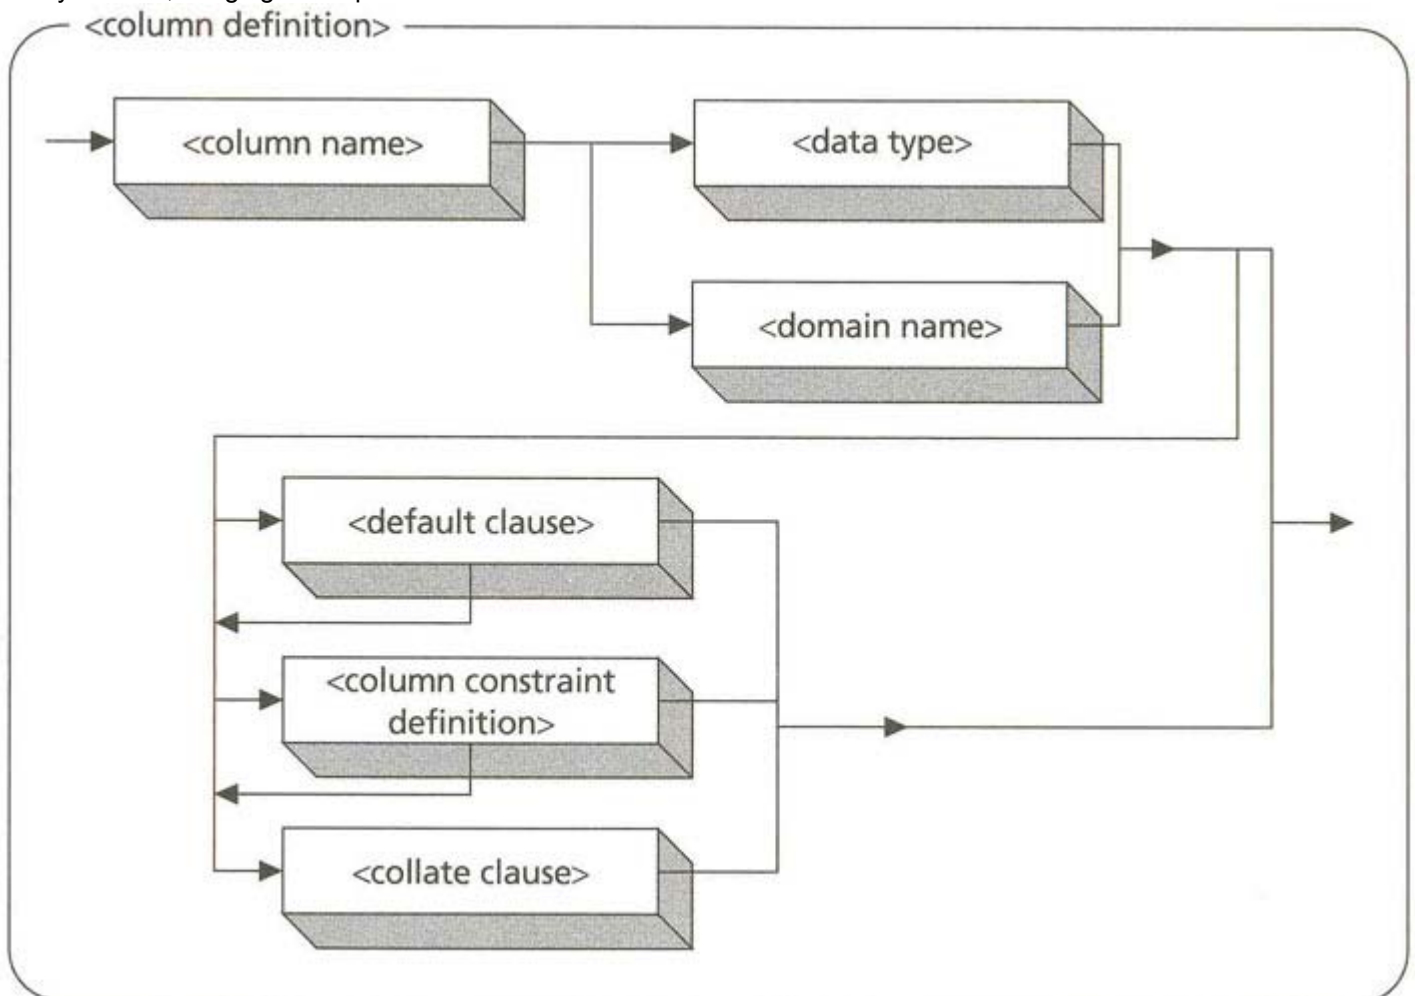 <column definition>
<column name>
<data type>
<domain name>
<default clause>
<column constraint
definition>
<collate clause>